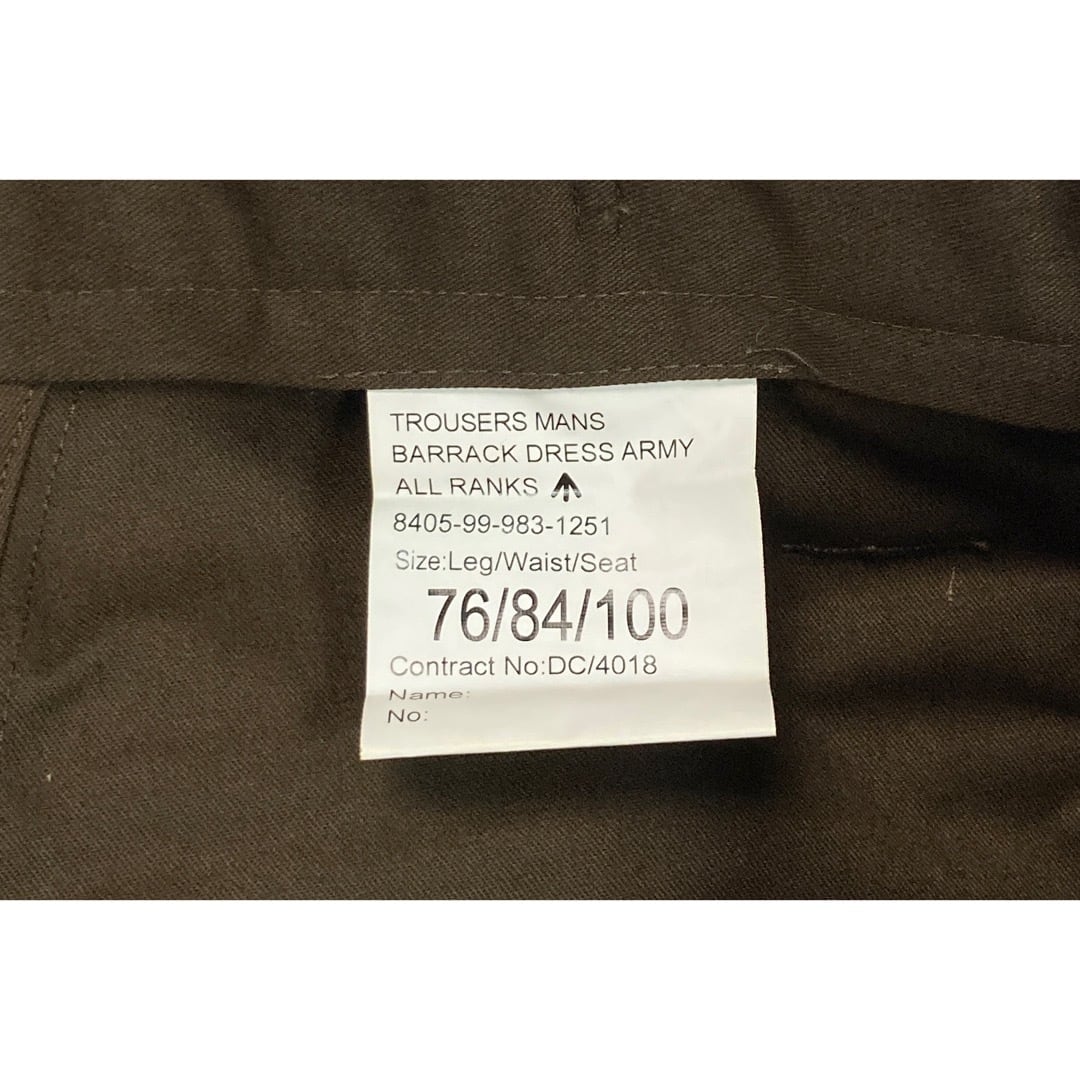 TROUSERS MANS
BARRACK DRESS ARMY
ALL RANKS
8405-99-983-1251
Size:Leg/Waist/Seat
76/84/100
Contract No:DC/4018
Name:
No: